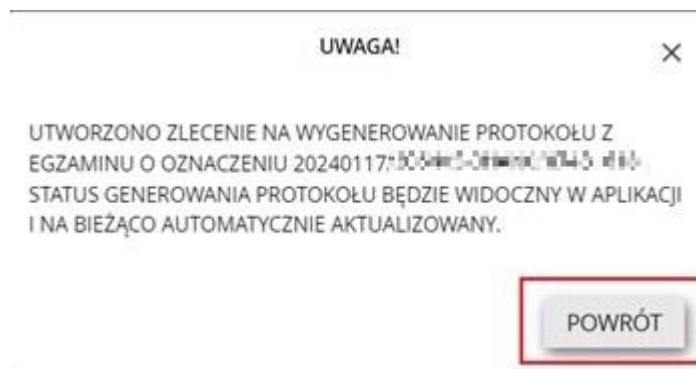 UWAGA!
UTWORZONO ZLECENIE NA WYGENEROWANIE PROTOKOŁU Z
EGZAMINU O OZNACZENIU 20240117
STATUS GENEROWANIA PROTOKOŁU BĘDZIE WIDOCZNY W APLIKACJI
I NA BIEŻĄCO AUTOMATYCZNIE AKTUALIZOWANY.
POWRÓT